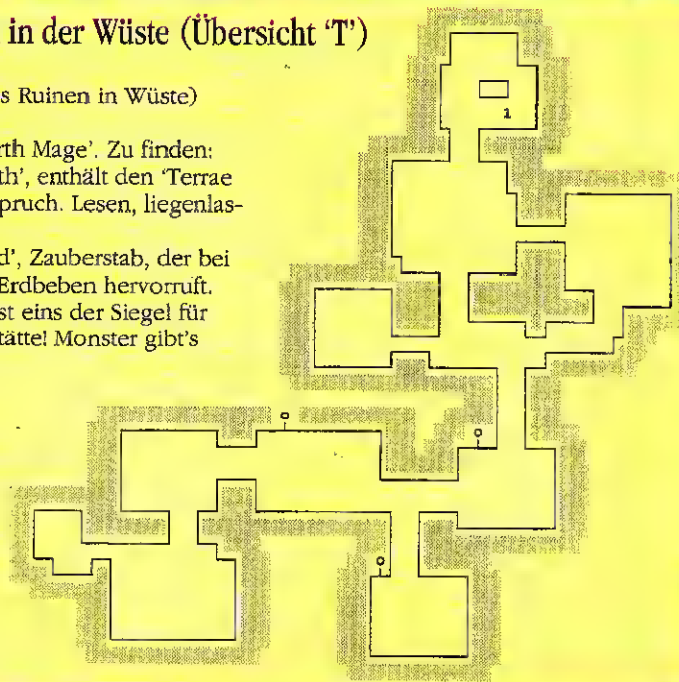 in der Wüste (Übersicht ‘T’)
s Ruinen in Wüste)
rth Mage’. Zu finden:
th’, enthält den ‘Terrae
pruch. Lesen, liegenlas-
d’, Zauberstab, der bei
Erdbeben hervorruft.
st eins der Siegel für
tätte! Monster gibt's
1